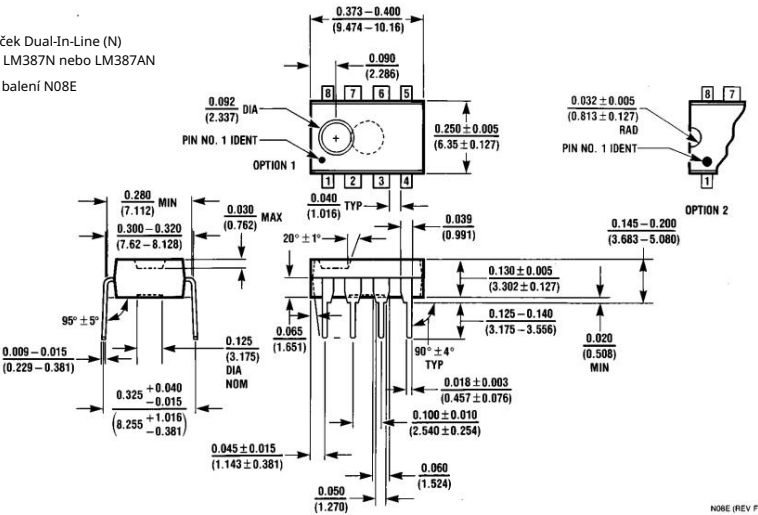 ček Dual-In-Line (N)
LM387N nebo LM387AN
balení N08E
0.373 – 0.400
(9.474 – 10.16)
0.090
(2.286)
8 7 6 5
0.092 DIA
(2.337)
PIN NO. 1 IDENT
OPTION 1
+
0.250 ± 0.005
(6.35 ± 0.127)
1 2 3 4
0.032 ± 0.005
(0.813 ± 0.127)
RAD
PIN NO. 1 IDENT
8 7
1
OPTION 2
0.280 MIN
(7.112)
0.300 – 0.320
(7.62 – 8.128)
0.030 MAX
(0.762)
0.040 TYP
(1.016)
0.039
(0.991)
20° ±1°
0.145 – 0.200
(3.683 – 5.080)
0.130 ± 0.005
(3.302 ± 0.127)
0.125 – 0.140
(3.175 – 3.556)
0.020
(0.508)
MIN
95° ±5°
0.009 – 0.015
(0.229 – 0.381)
0.125
(3.175)
DIA
NOM
0.065
(1.651)
90° ±4°
TYP
0.325 +0.040
−0.015
(8.255 +1.016
−0.381)
0.018 ± 0.003
(0.457 ± 0.076)
0.100 ± 0.010
(2.540 ± 0.254)
0.045 ± 0.015
(1.143 ± 0.381)
0.060
(1.524)
0.050
(1.270)
N08E (REV F